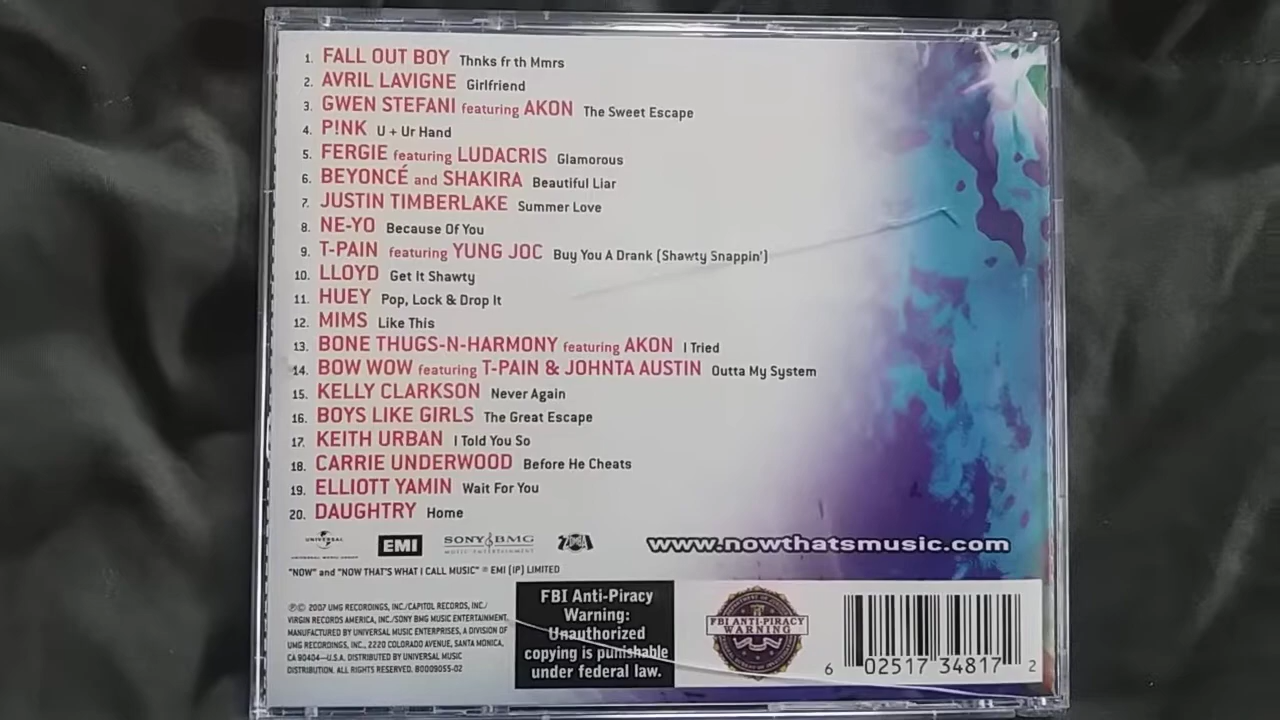 1. FALL OUT BOY Thnks fr th Mmrs
2. AVRIL LAVIGNE Girlfriend
3. GWEN STEFANI featuring AKON The Sweet Escape
4. P!NK U + Ur Hand
5. FERGIE featuring LUDACRIS Glamorous
6. BEYONCÉ and SHAKIRA Beautiful Liar
7. JUSTIN TIMBERLAKE Summer Love
8. NE-YO Because Of You
9. T-PAIN featuring YUNG JOC Buy You A Drank (Shawty Snappin')
10. LLOYD Get It Shawty
11. HUEY Pop, Lock & Drop It
12. MIMS Like This
13. BONE THUGS-N-HARMONY featuring AKON I Tried
14. BOW WOW featuring T-PAIN & JOHNTA AUSTIN Outta My System
15. KELLY CLARKSON Never Again
16. BOYS LIKE GIRLS The Great Escape
17. KEITH URBAN I Told You So
18. CARRIE UNDERWOOD Before He Cheats
19. ELLIOTT YAMIN Wait For You
20. DAUGHTRY Home
UNIVERSAL
UNIVERSAL MUSIC GROUP
EMI
SONY BMG
MUSIC ENTERTAINMENT
www.nowthatsmusic.com
"NOW" and "NOW THAT'S WHAT I CALL MUSIC" ® EMI (IP) LIMITED
℗© 2007 UMG RECORDINGS, INC./CAPITOL RECORDS, INC./
VIRGIN RECORDS AMERICA, INC./SONY BMG MUSIC ENTERTAINMENT.
MANUFACTURED BY UNIVERSAL MUSIC ENTERPRISES, A DIVISION OF
UMG RECORDINGS, INC., 2220 COLORADO AVENUE, SANTA MONICA,
CA 90404—U.S.A. DISTRIBUTED BY UNIVERSAL MUSIC
DISTRIBUTION. ALL RIGHTS RESERVED. B0009055-02
FBI Anti-Piracy
Warning:
Unauthorized
copying is punishable
under federal law.
FBI ANTI-PIRACY
WARNING
6 02517 34817 2